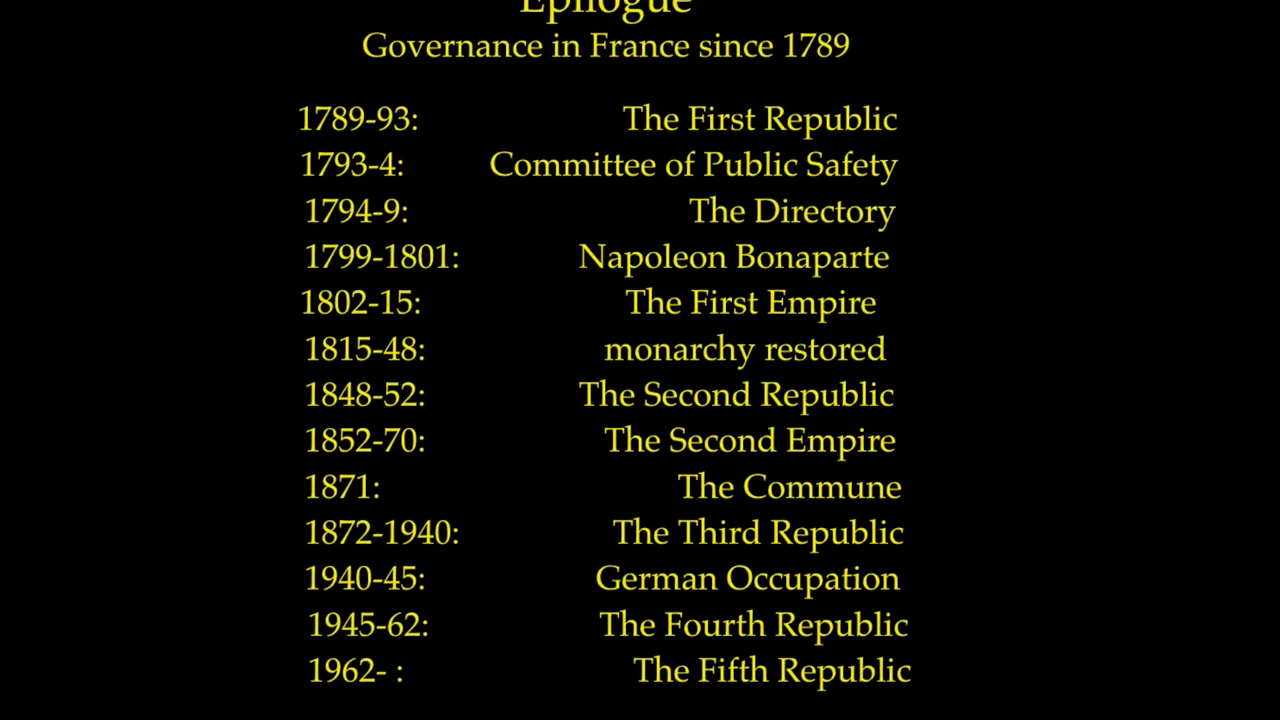 Epilogue
Governance in France since 1789
1789-93: The First Republic
1793-4: Committee of Public Safety
1794-9: The Directory
1799-1801: Napoleon Bonaparte
1802-15: The First Empire
1815-48: monarchy restored
1848-52: The Second Republic
1852-70: The Second Empire
1871: The Commune
1872-1940: The Third Republic
1940-45: German Occupation
1945-62: The Fourth Republic
1962- : The Fifth Republic